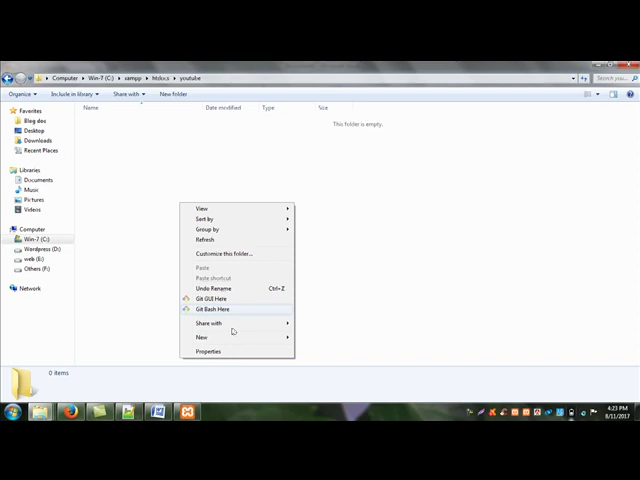 Computer ▸ Win-7 (C:) ▸ xampp ▸ htdocs ▸ youtube
Search you...
Organize
Include in library
Share with
New folder
Name
Date modified
Type
Size
Favorites
Blog doc
Desktop
Downloads
Recent Places
Libraries
Documents
Music
Pictures
Videos
Computer
Win-7 (C:)
Wordpress (D:)
web (E:)
Others (F:)
Network
This folder is empty.
View
Sort by
Group by
Refresh
Customize this folder...
Paste
Paste shortcut
Undo Rename Ctrl+Z
Git GUI Here
Git Bash Here
Share with
New
Properties
0 items
4:23 PM
8/11/2017